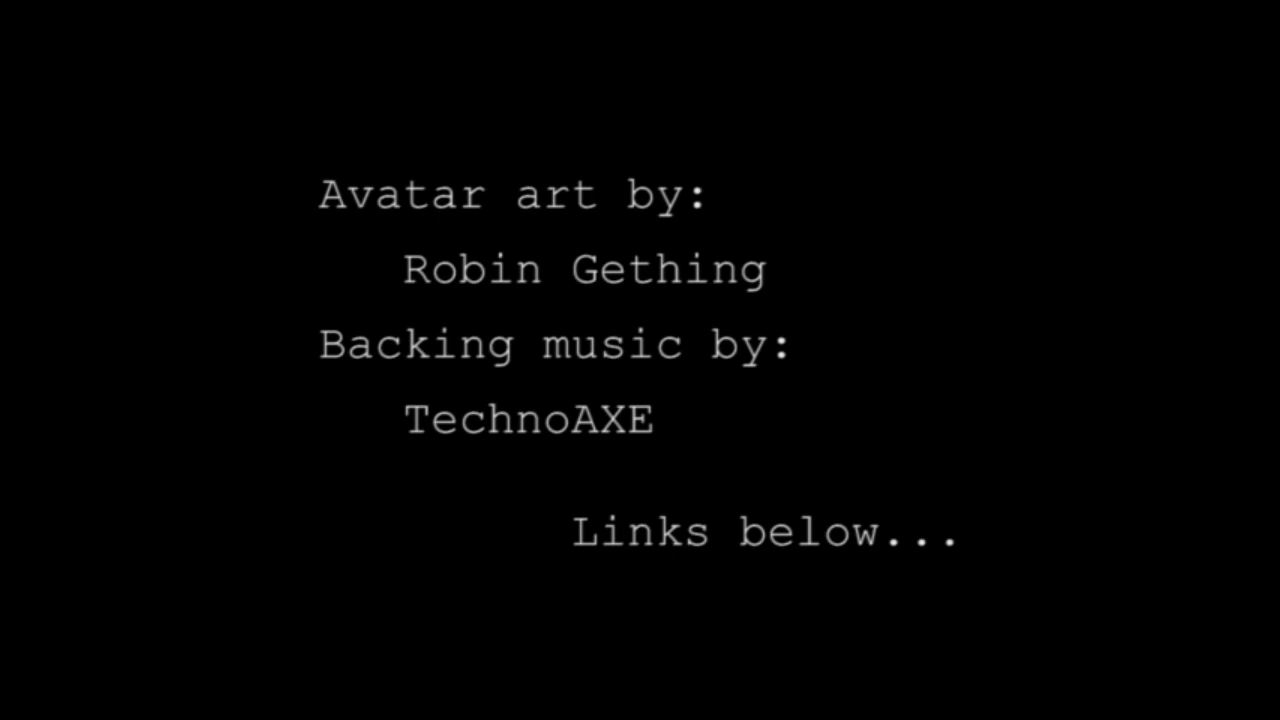 Avatar art by:
Robin Gething
Backing music by:
TechnoAXE
Links below...